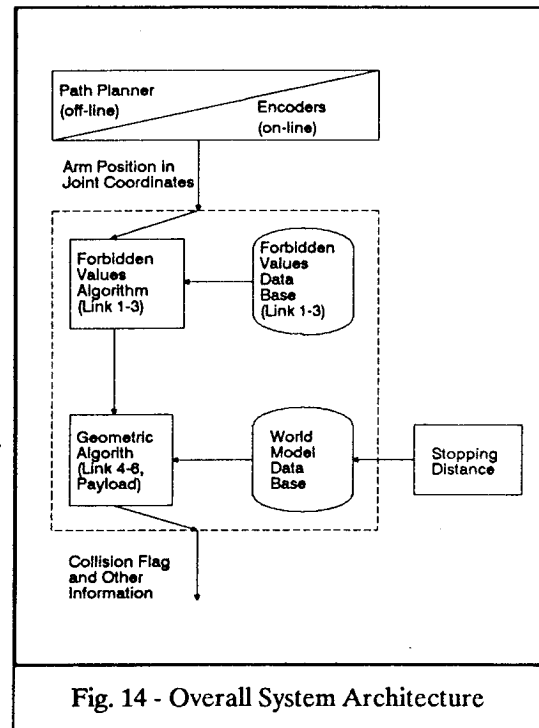 Path Planner
(off-line)
Encoders
(on-line)
Arm Position in
Joint Coordinates
Forbidden
Values
Algorithm
(Link 1-3)
Forbidden
Values
Data
Base
(Link 1-3)
Geometric
Algorith
(Link 4-6,
Payload)
World
Model
Data
Base
Stopping
Distance
Collision Flag
and Other
Information
Fig. 14 - Overall System Architecture